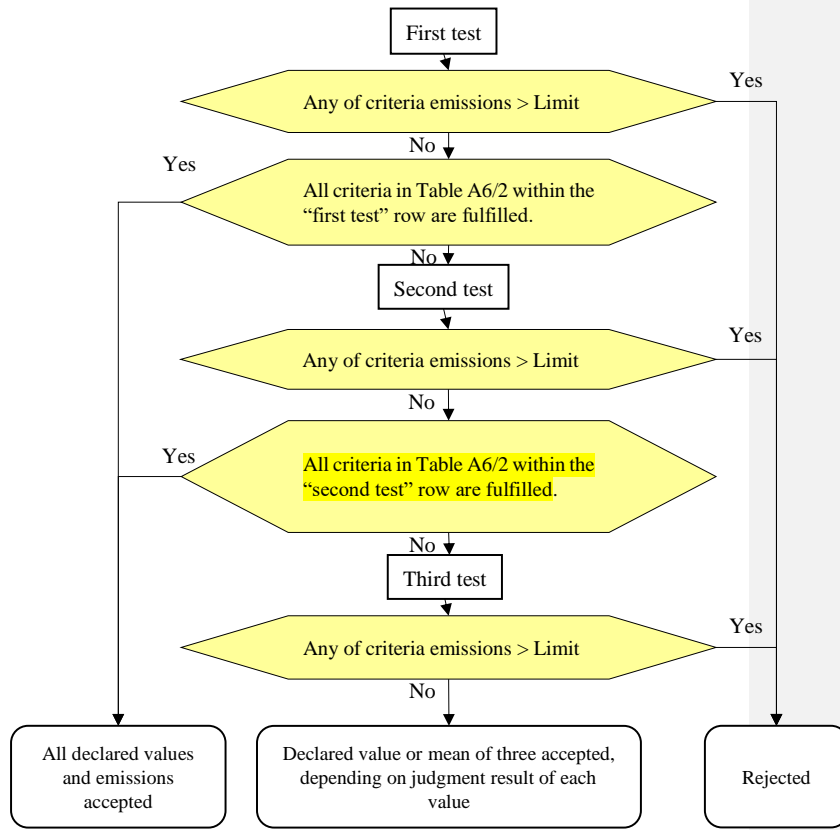 First test
Yes
Any of criteria emissions > Limit
No
Yes
All criteria in Table A6/2 within the
“first test” row are fulfilled.
No
Second test
Yes
Any of criteria emissions > Limit
No
Yes
All criteria in Table A6/2 within the
“second test” row are fulfilled.
No
Third test
Yes
Any of criteria emissions > Limit
No
All declared values
and emissions
accepted
Declared value or mean of three accepted,
depending on judgment result of each
value
Rejected